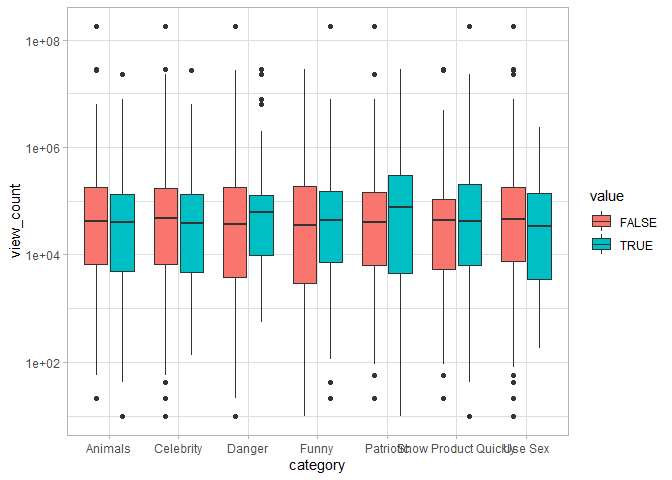 1e+08
1e+06
1e+04
1e+02
view_count
Animals
Celebrity
Danger
Funny
Patriotic
Show Product Quickly
Use Sex
category
value
FALSE
TRUE